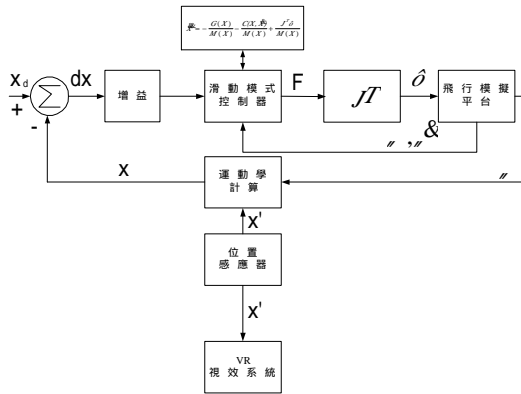 X_d
+
-
Σ
dx
增益
滑動模式
控制器
F
JT
ô
飛行模擬
平台
〃 , 〃 &
x
運動學
計算
〃
x'
位置
感應器
x'
VR
視效系統